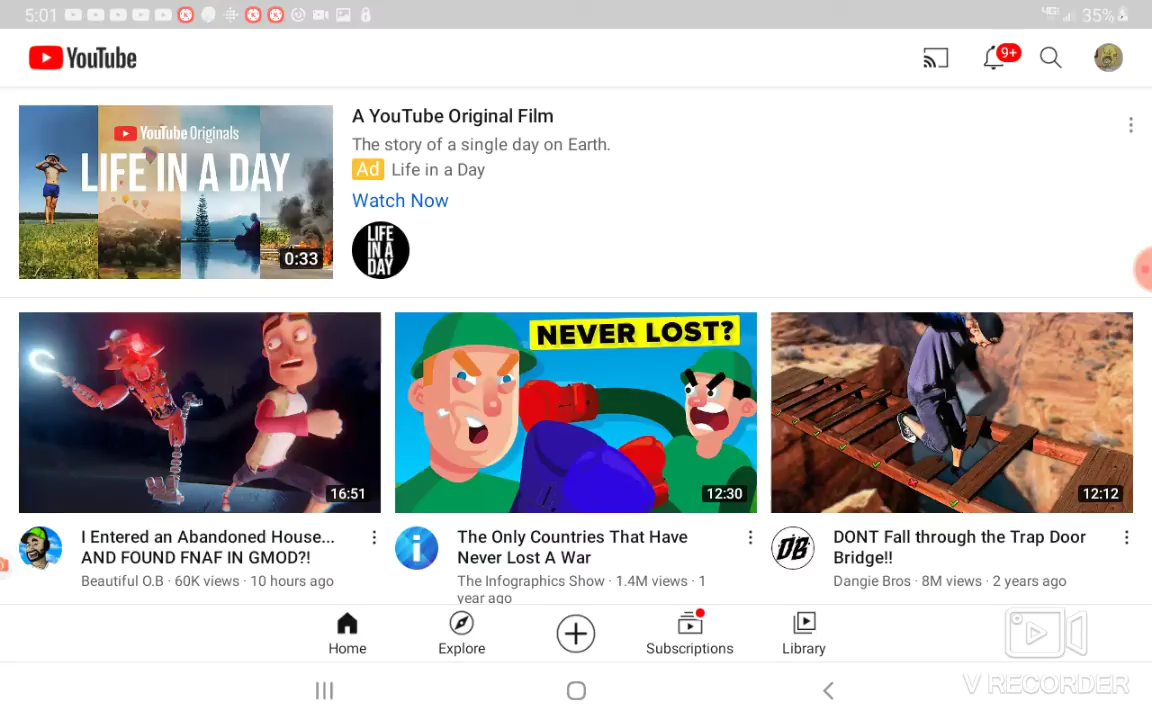 5:01
35%
YouTube
9+
YouTube Originals
LIFE IN A DAY
0:33
A YouTube Original Film
The story of a single day on Earth.
Ad Life in a Day
Watch Now
LIFE
IN A
DAY
16:51
NEVER LOST?
12:30
12:12
I Entered an Abandoned House...
AND FOUND FNAF IN GMOD?!
Beautiful O.B · 60K views · 10 hours ago
The Only Countries That Have
Never Lost A War
The Infographics Show · 1.4M views · 1
year ago
DB
DONT Fall through the Trap Door
Bridge!!
Dangie Bros · 8M views · 2 years ago
Home
Explore
Subscriptions
Library
V RECORDER